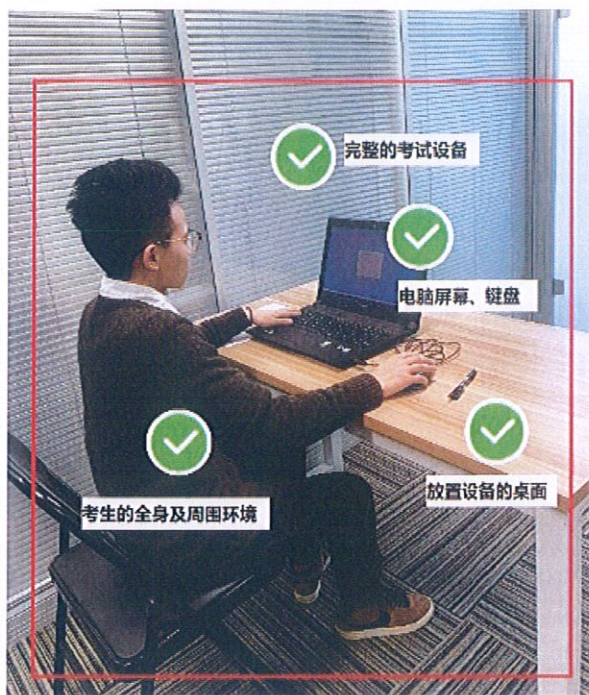 完整的考试设备
电脑屏幕、键盘
放置设备的桌面
考生的全身及周围环境